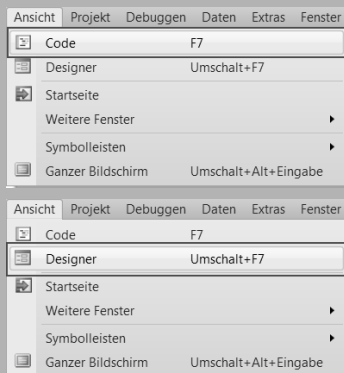 Ansicht Projekt Debuggen Daten Extras Fenster
Code F7
Designer Umschalt+F7
Startseite
Weitere Fenster
Symbolleisten
Ganzer Bildschirm Umschalt+Alt+Eingabe
Ansicht Projekt Debuggen Daten Extras Fenster
Code F7
Designer Umschalt+F7
Startseite
Weitere Fenster
Symbolleisten
Ganzer Bildschirm Umschalt+Alt+Eingabe